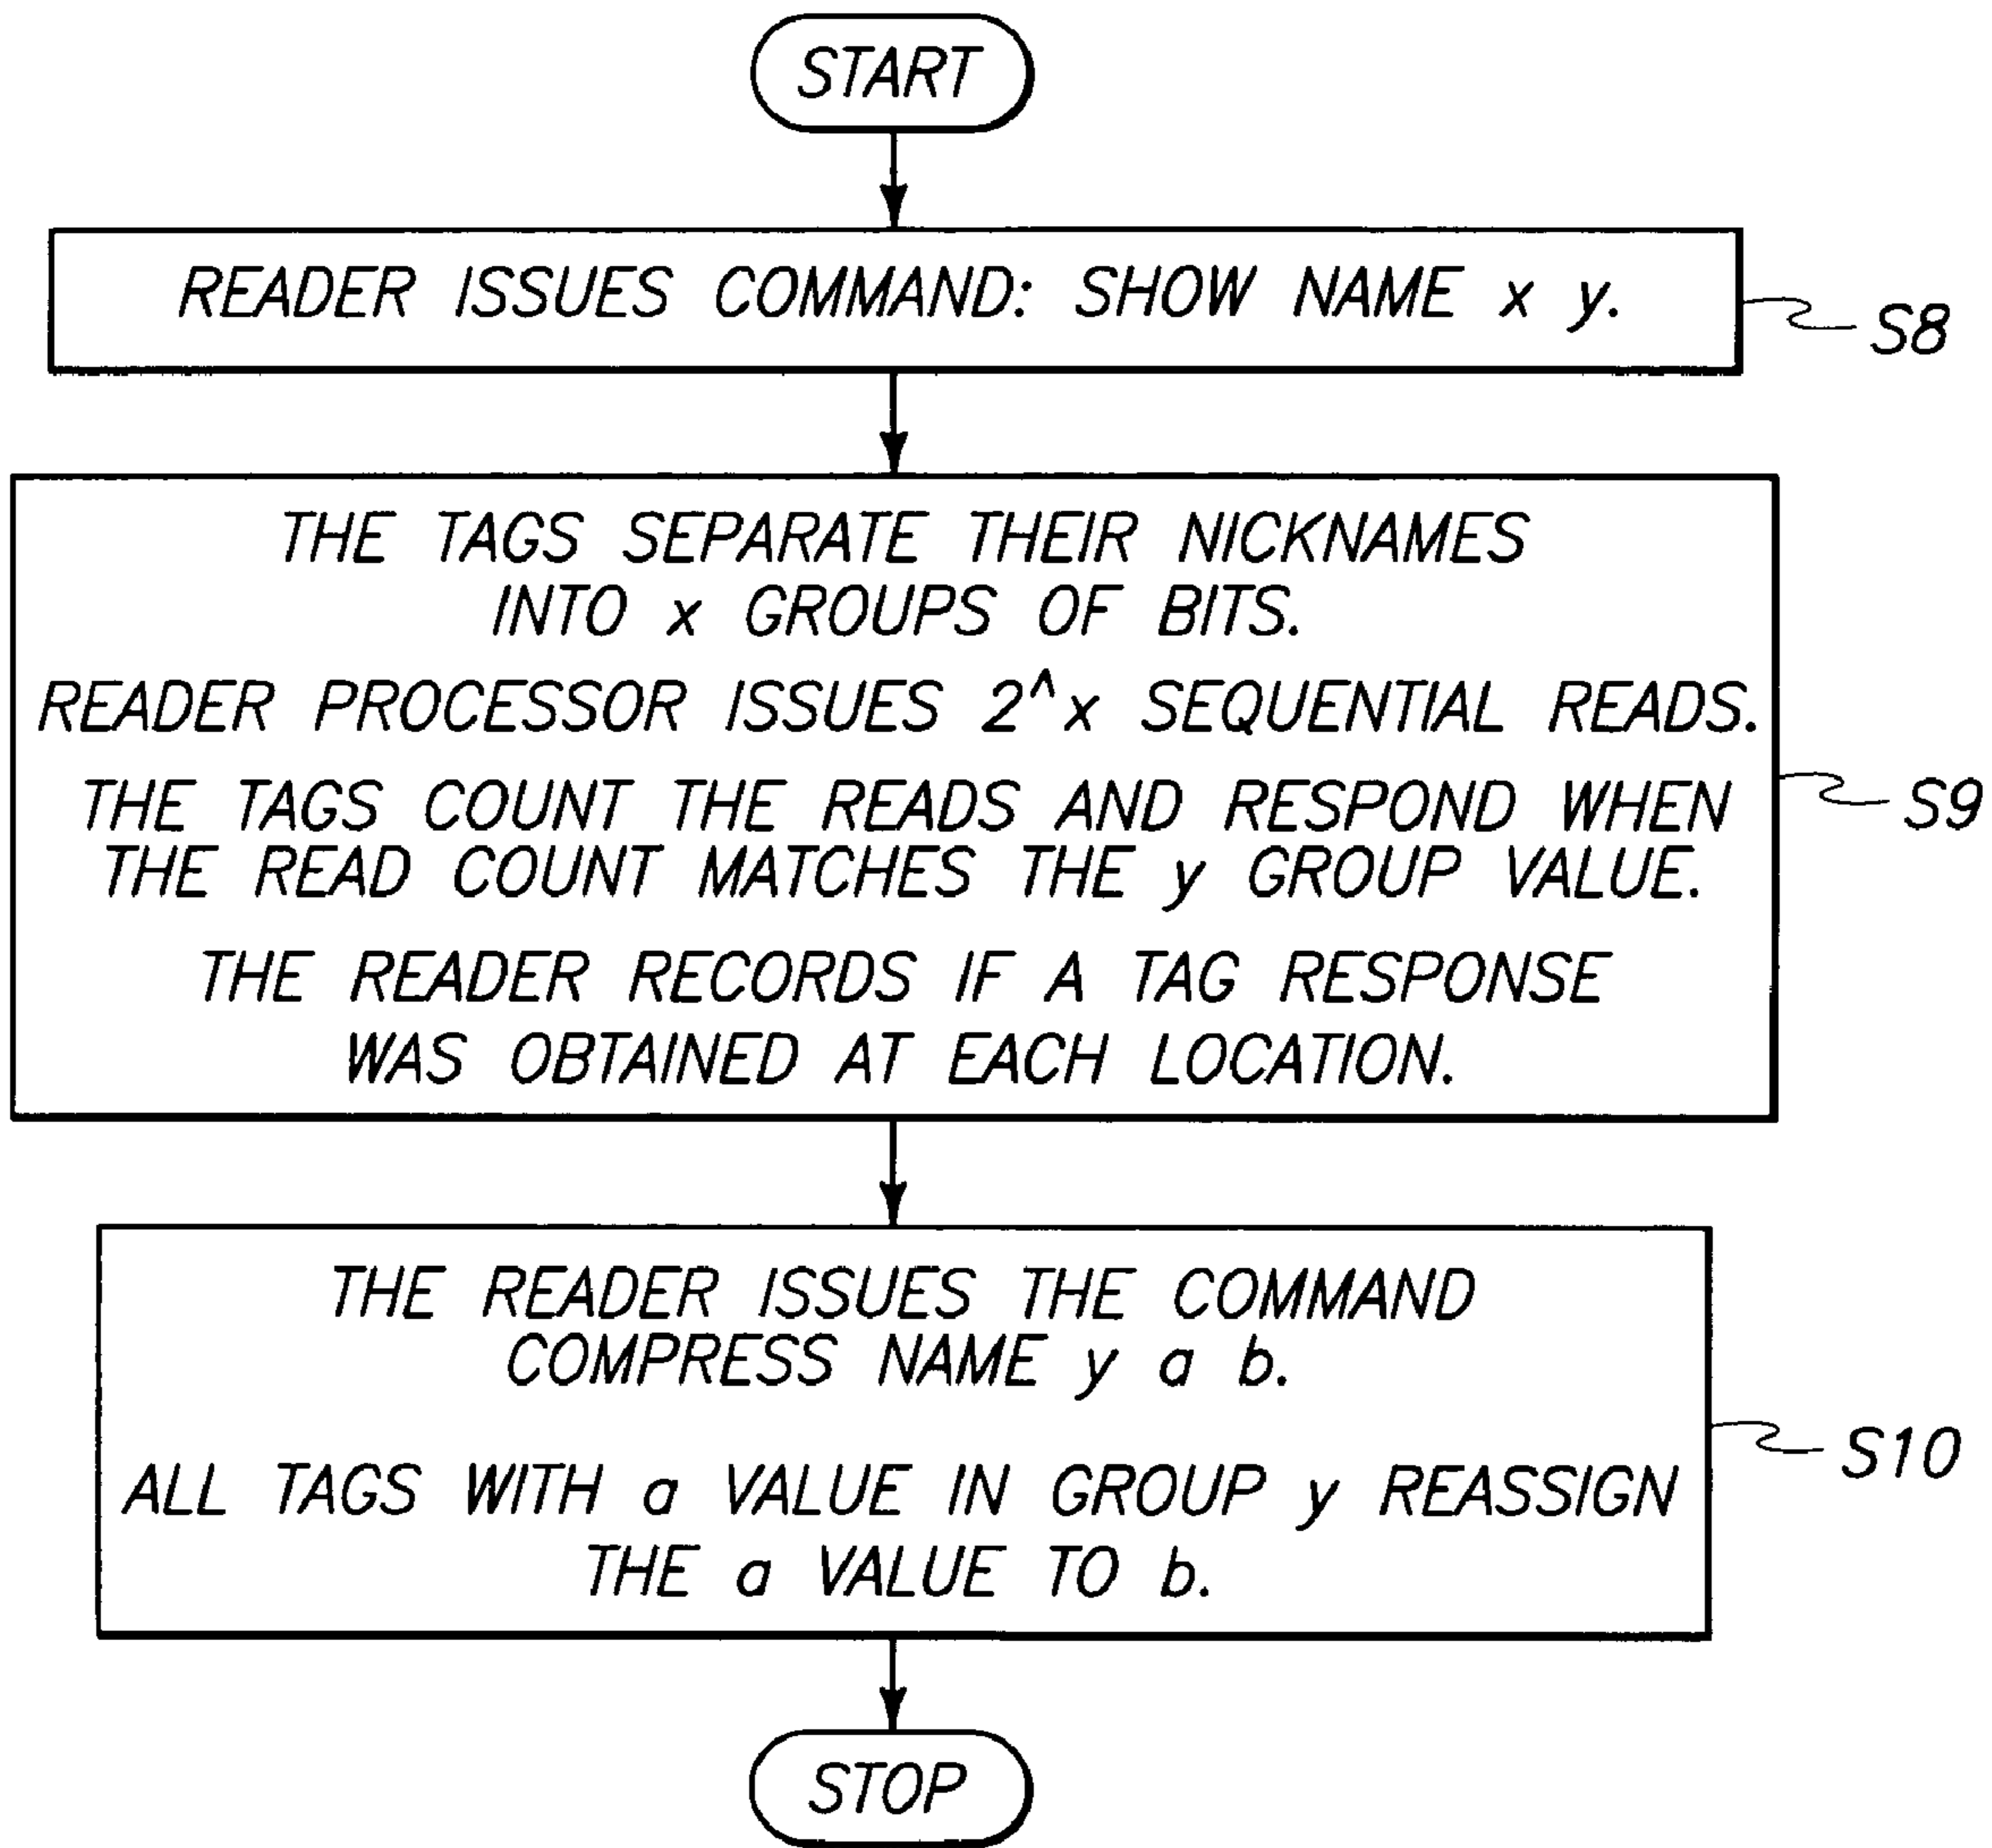 START
READER ISSUES COMMAND: SHOW NAME x y.
S8
THE TAGS SEPARATE THEIR NICKNAMES
INTO x GROUPS OF BITS.
READER PROCESSOR ISSUES 2^x SEQUENTIAL READS.
THE TAGS COUNT THE READS AND RESPOND WHEN
THE READ COUNT MATCHES THE y GROUP VALUE.
THE READER RECORDS IF A TAG RESPONSE
WAS OBTAINED AT EACH LOCATION.
S9
THE READER ISSUES THE COMMAND
COMPRESS NAME y a b.
ALL TAGS WITH a VALUE IN GROUP y REASSIGN
THE a VALUE TO b.
S10
STOP